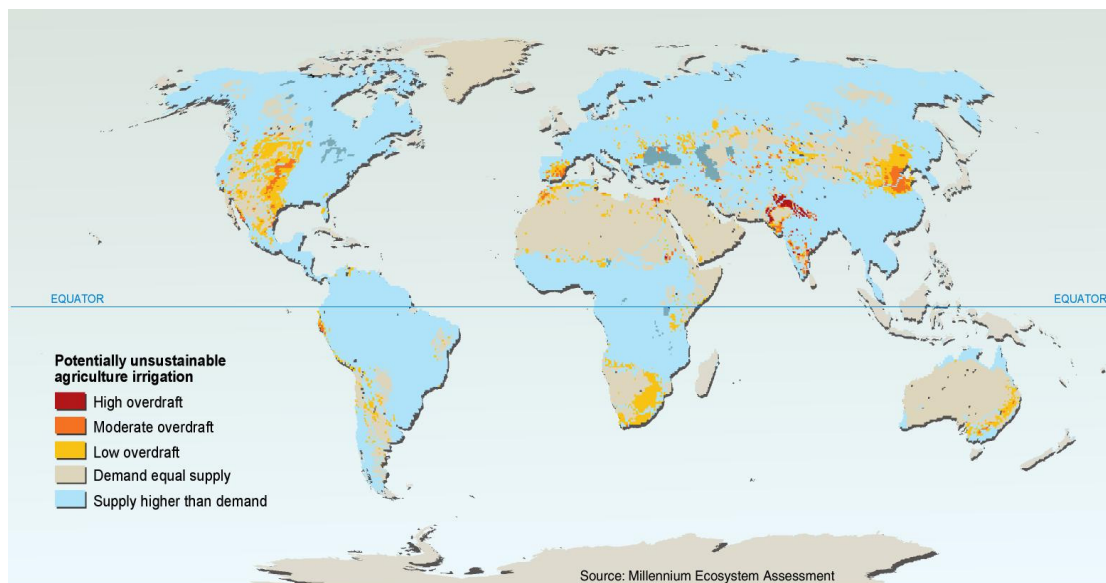 EQUATOR
EQUATOR
Potentially unsustainable
agriculture irrigation
High overdraft
Moderate overdraft
Low overdraft
Demand equal supply
Supply higher than demand
Source: Millennium Ecosystem Assessment